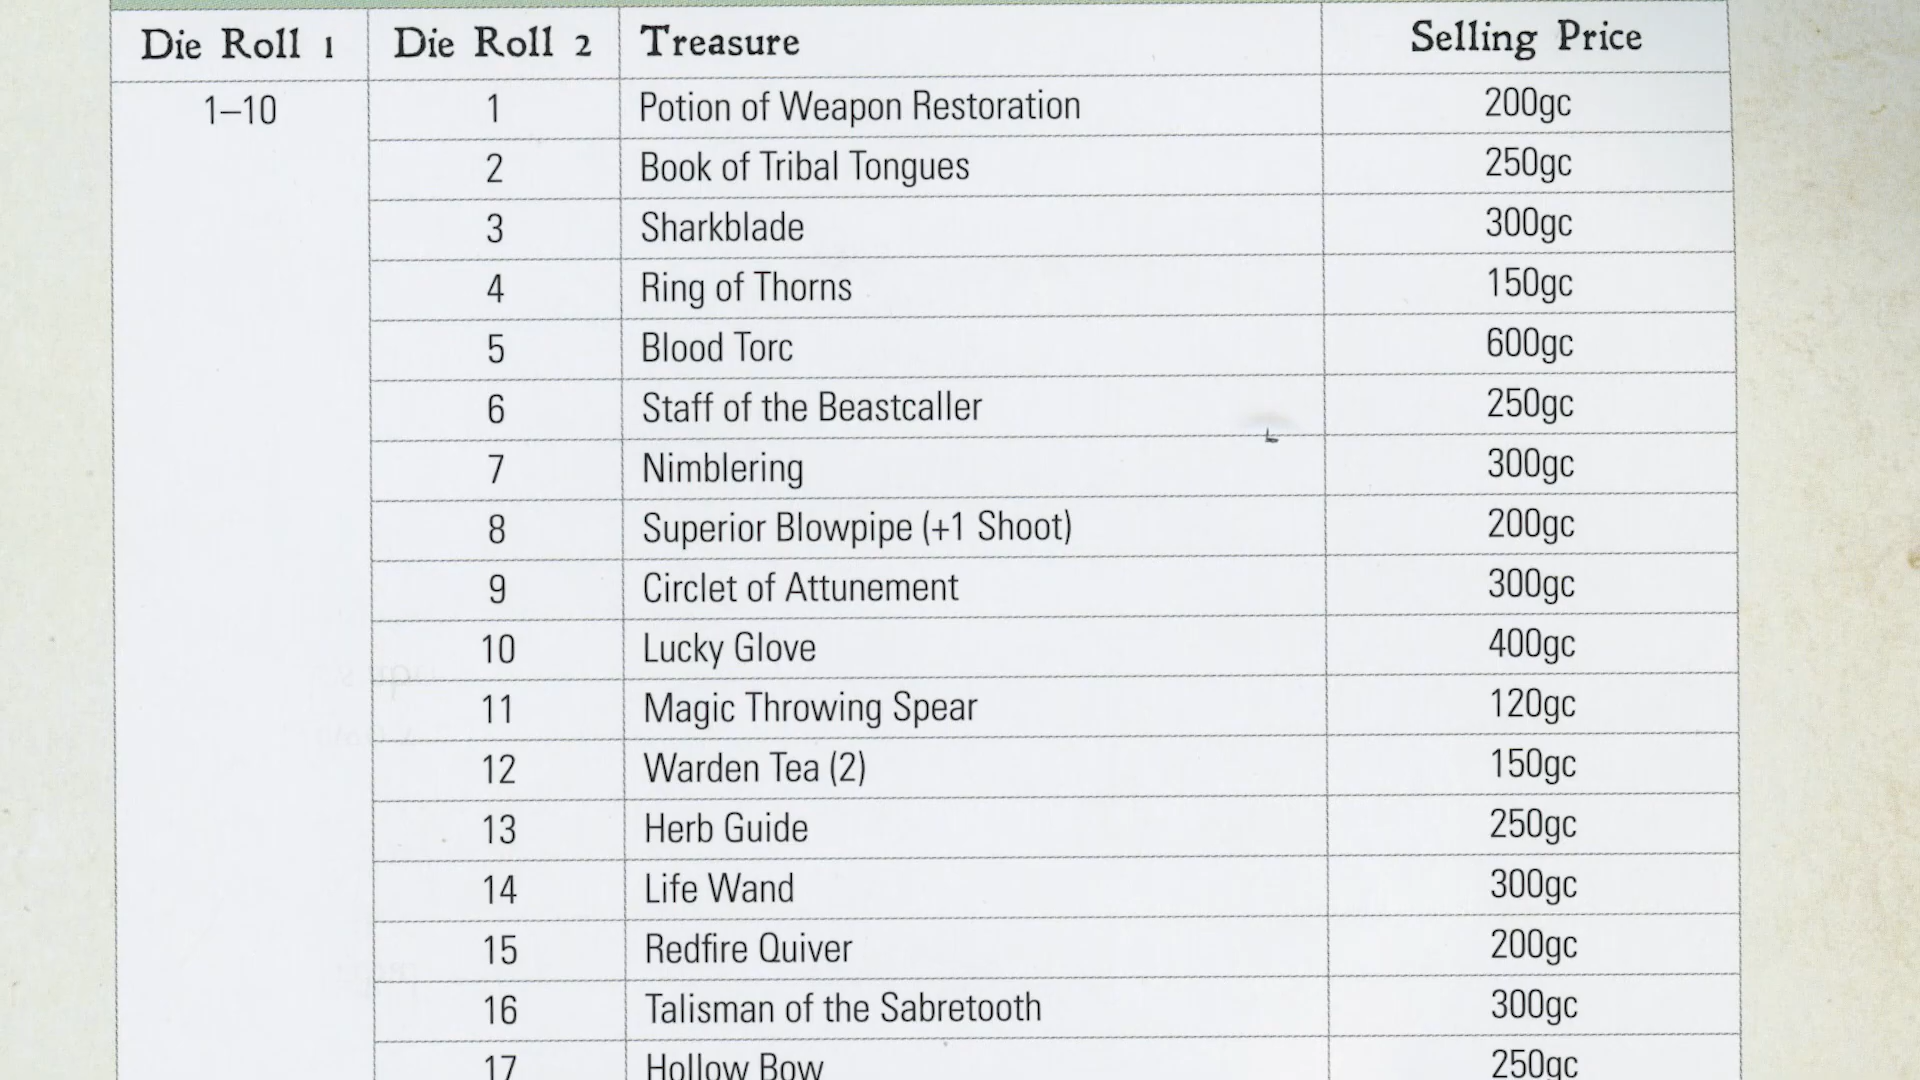 Die Roll 1 Die Roll 2 Treasure Selling Price
1–10 1 Potion of Weapon Restoration 200gc
2 Book of Tribal Tongues 250gc
3 Sharkblade 300gc
4 Ring of Thorns 150gc
5 Blood Torc 600gc
6 Staff of the Beastcaller 250gc
7 Nimblering 300gc
8 Superior Blowpipe (+1 Shoot) 200gc
9 Circlet of Attunement 300gc
10 Lucky Glove 400gc
11 Magic Throwing Spear 120gc
12 Warden Tea (2) 150gc
13 Herb Guide 250gc
14 Life Wand 300gc
15 Redfire Quiver 200gc
16 Talisman of the Sabretooth 300gc
17 Hollow Bow 250gc